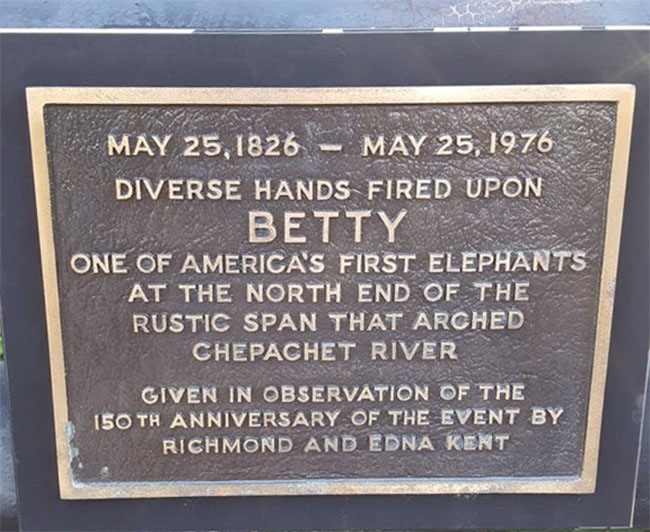 MAY 25, 1826 — MAY 25, 1976
DIVERSE HANDS FIRED UPON
BETTY
ONE OF AMERICA'S FIRST ELEPHANTS
AT THE NORTH END OF THE
RUSTIC SPAN THAT ARCHED
CHEPACHET RIVER
GIVEN IN OBSERVATION OF THE
150TH ANNIVERSARY OF THE EVENT BY
RICHMOND AND EDNA KENT